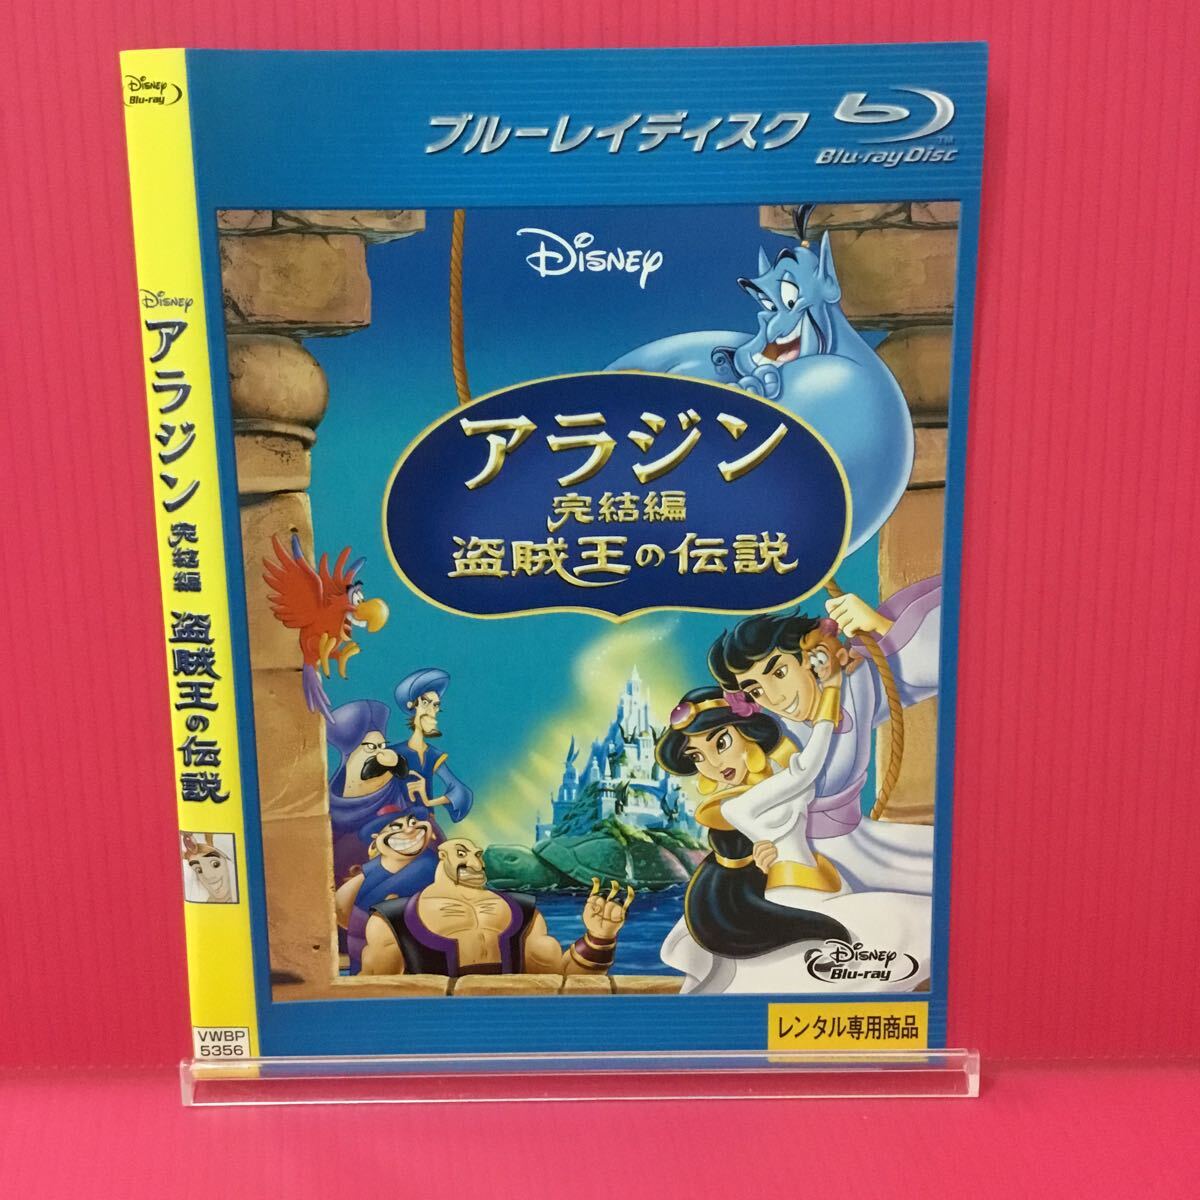 Disney
Blu-ray
Disney
アラジン
完結編
盗賊王の伝説
VWBP
5356
ブルーレイディスク
Blu-ray Disc
TM
Disney
アラジン
完結編
盗賊王の伝説
Disney
Blu-ray
レンタル専用商品